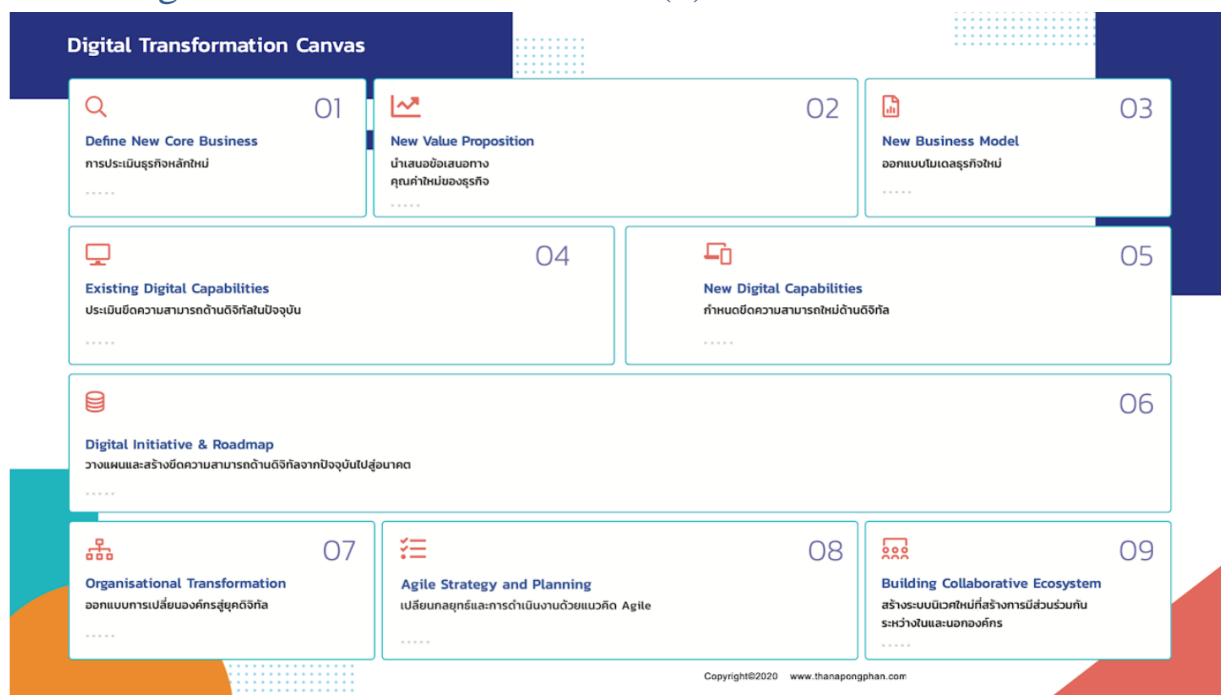 Digital Transformation Canvas
01
Define New Core Business
การประเมินธุรกิจหลักใหม่
02
New Value Proposition
นำเสนอข้อเสนอทาง
คุณค่าใหม่ของธุรกิจ
03
New Business Model
ออกแบบโมเดลธุรกิจใหม่
04
Existing Digital Capabilities
ประเมินขีดความสามารถด้านดิจิทัลในปัจจุบัน
05
New Digital Capabilities
กำหนดขีดความสามารถใหม่ด้านดิจิทัล
06
Digital Initiative & Roadmap
วางแผนและสร้างขีดความสามารถด้านดิจิทัลจากปัจจุบันไปสู่อนาคต
07
Organisational Transformation
ออกแบบการเปลี่ยนองค์กรสู่ยุคดิจิทัล
08
Agile Strategy and Planning
เปลี่ยนกลยุทธ์และการดำเนินงานด้วยแนวคิด Agile
09
Building Collaborative Ecosystem
สร้างระบบนิเวศใหม่ที่สร้างการมีส่วนร่วมกัน
ระหว่างในและนอกองค์กร
Copyright©2020 www.thanapongphan.com